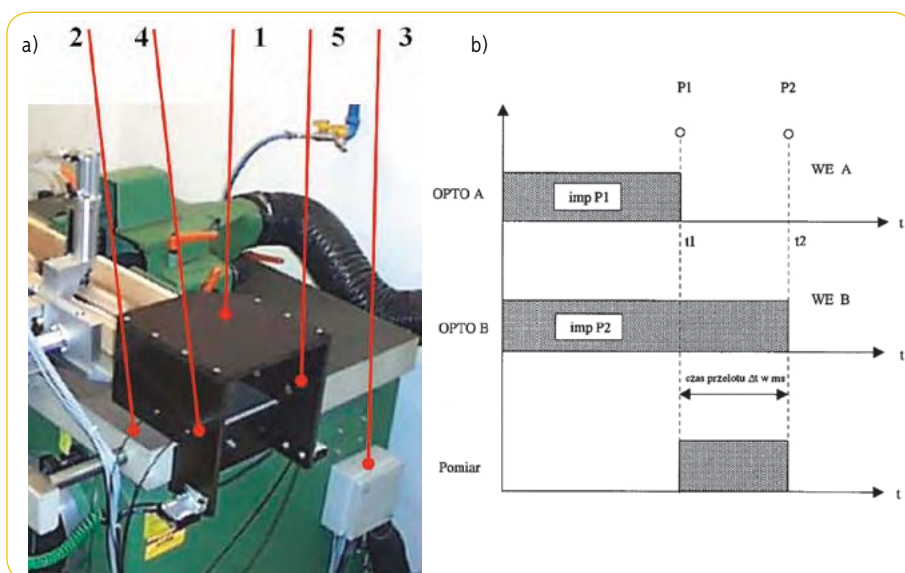 a)
2 4 1 5 3
b)
P1 P2
OPTO A
imp P1
WE A
t
t1 t2
OPTO B
imp P2
WE B
t
czas przelotu Δt w ms
Pomiar
t